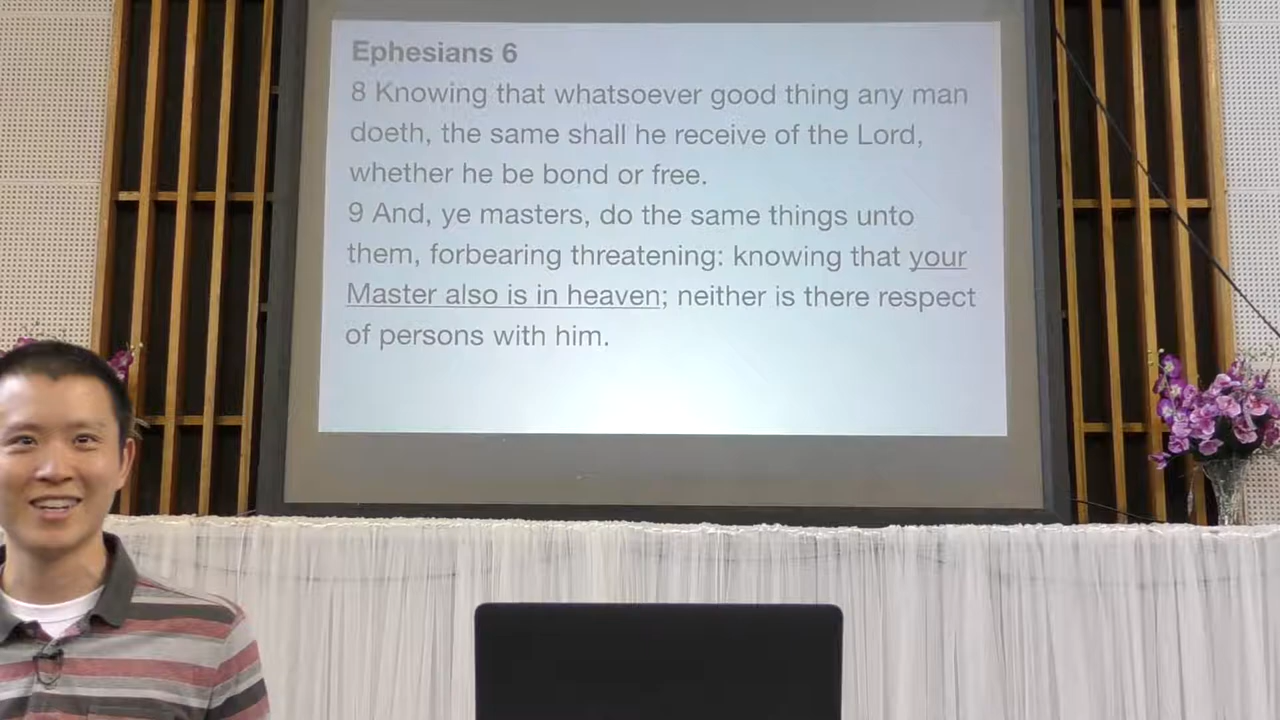 Ephesians 6
8 Knowing that whatsoever good thing any man
doeth, the same shall he receive of the Lord,
whether he be bond or free.
9 And, ye masters, do the same things unto
them, forbearing threatening: knowing that your
Master also is in heaven; neither is there respect
of persons with him.